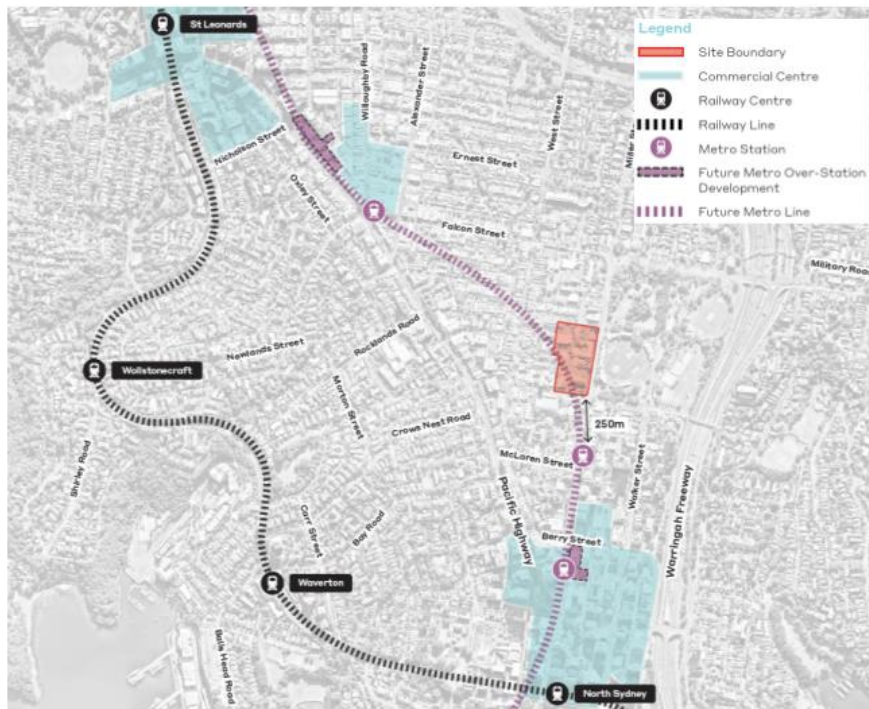 St Leonards
Legend
Site Boundary
Commercial Centre
Railway Centre
Railway Line
Metro Station
Future Metro Over-Station
Development
Future Metro Line
Willoughby Road
Alexander Street
West Street
Miller
Nicholson Street
Ernest Street
Oxley Street
Falcon Street
Military Road
Rocklands Road
Newlands Street
Wollstonecraft
Morton Street
250m
Crows Nest Road
McLaren Street
Shirley Road
Walker Street
Pacific Highway
Warringah Freeway
Carr Street
Bay Road
Berry Street
Waverton
Balls Head Road
North Sydney